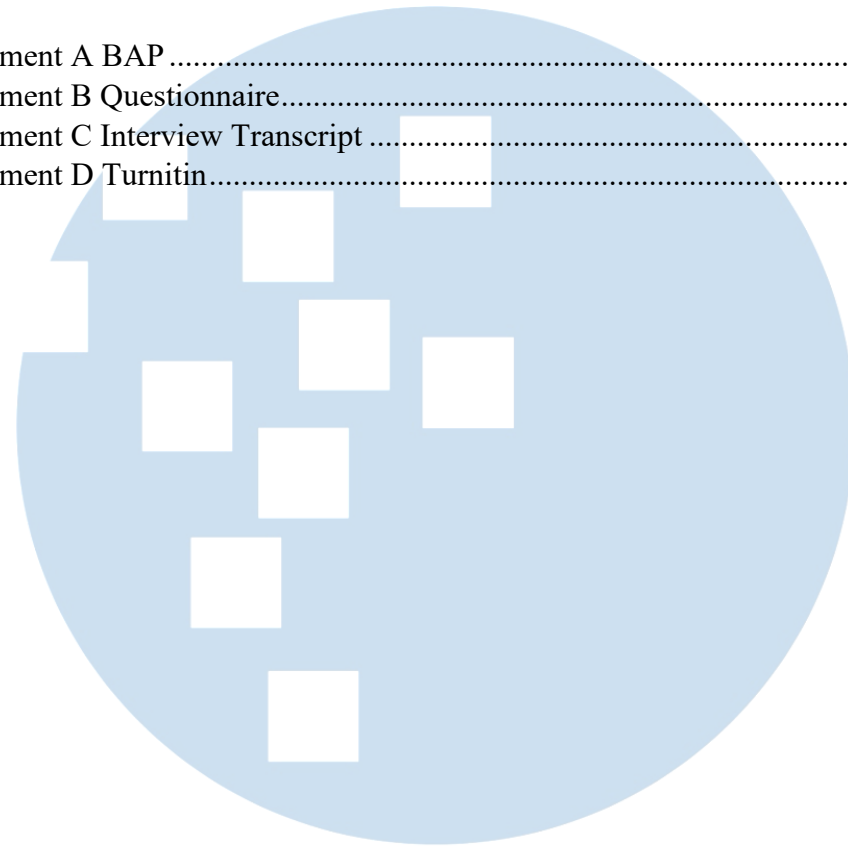 ment A BAP ........................................................................................
ment B Questionnaire.........................................................................
ment C Interview Transcript ..............................................................
ment D Turnitin..................................................................................